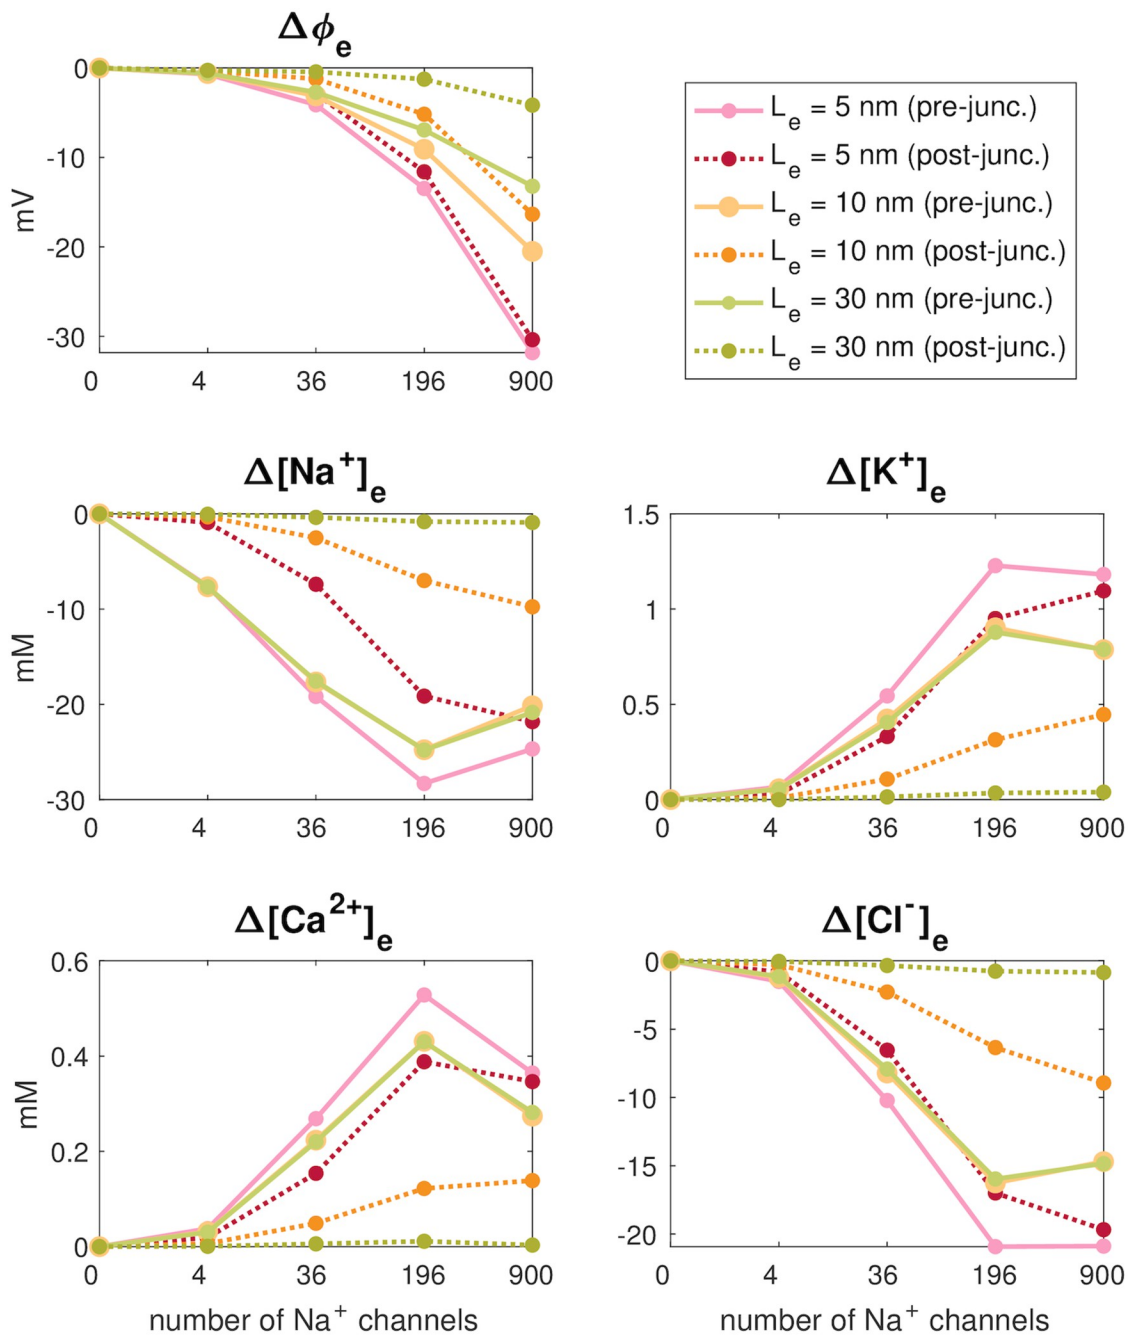 Δϕe
0
-10
-20
-30
mV
0 4 36 196 900
Le = 5 nm (pre-junc.)
Le = 5 nm (post-junc.)
Le = 10 nm (pre-junc.)
Le = 10 nm (post-junc.)
Le = 30 nm (pre-junc.)
Le = 30 nm (post-junc.)
Δ[Na+]e
0
-10
-20
-30
mM
0 4 36 196 900
Δ[K+]e
1.5
1
0.5
0
0 4 36 196 900
Δ[Ca2+]e
0.6
0.4
0.2
0
mM
0 4 36 196 900
number of Na+ channels
Δ[Cl-]e
0
-5
-10
-15
-20
0 4 36 196 900
number of Na+ channels